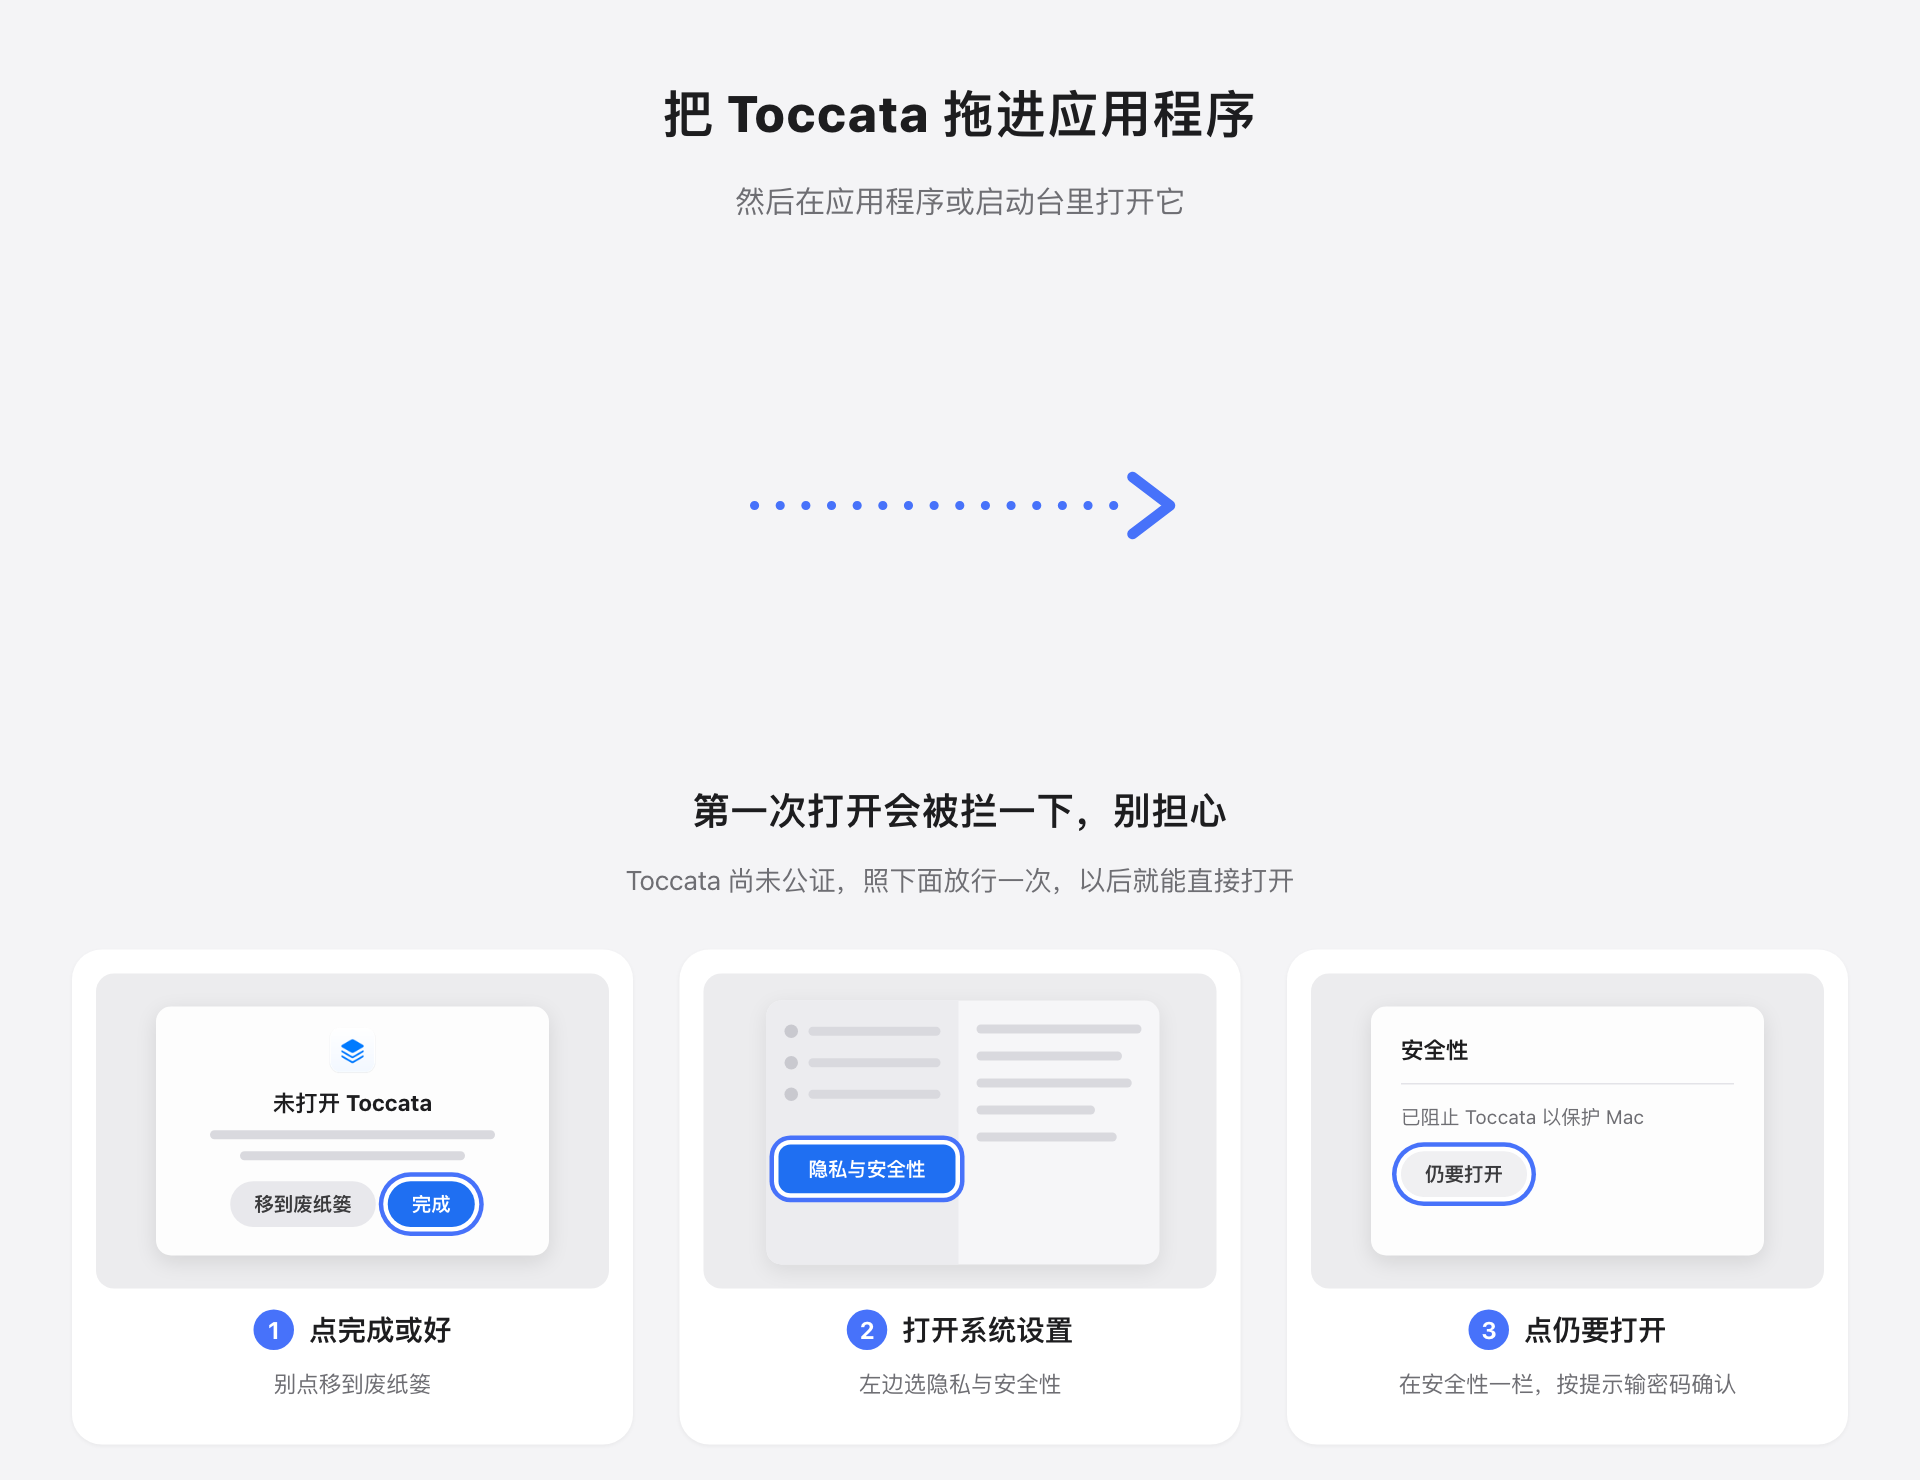 把 Toccata 拖进应用程序
然后在应用程序或启动台里打开它
第一次打开会被拦一下，别担心
Toccata 尚未公证，照下面放行一次，以后就能直接打开
未打开 Toccata
移到废纸篓
完成
1 点完成或好
别点移到废纸篓
隐私与安全性
2 打开系统设置
左边选隐私与安全性
安全性
已阻止 Toccata 以保护 Mac
仍要打开
3 点仍要打开
在安全性一栏，按提示输密码确认